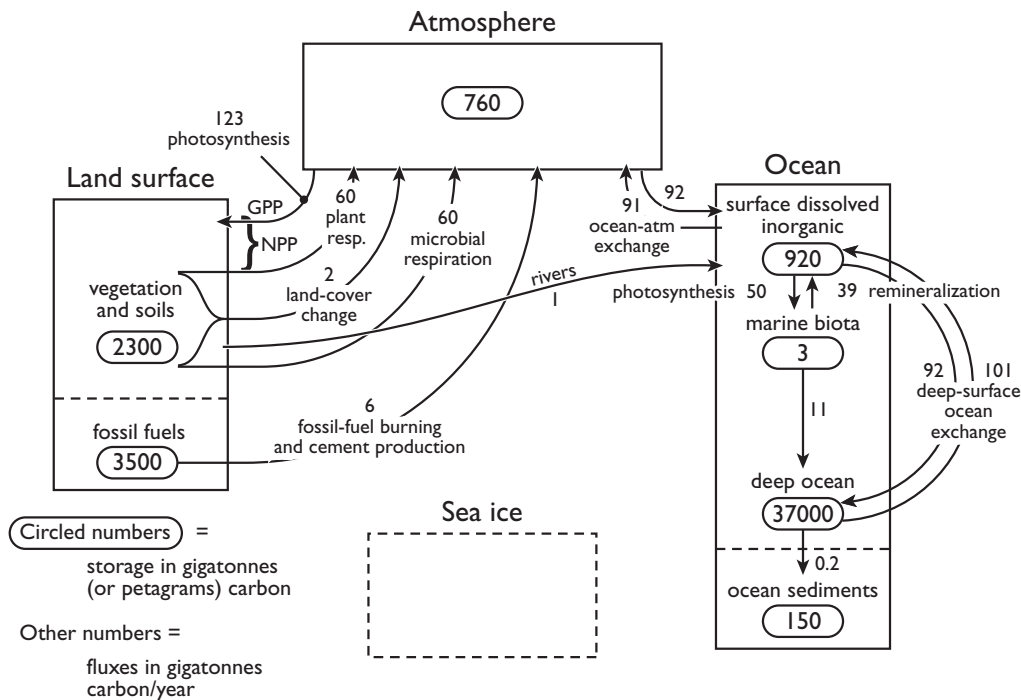 Atmosphere
760
123
photosynthesis
Land surface
GPP
NPP
60
plant
resp.
2
land-cover
change
60
microbial
respiration
91
ocean-atm
exchange
92
vegetation
and soils
2300
rivers
1
6
fossil-fuel burning
and cement production
fossil fuels
3500
Ocean
surface dissolved
inorganic
920
photosynthesis 50
39 remineralization
marine biota
3
11
92 101
deep-surface
ocean
exchange
deep ocean
37000
0.2
ocean sediments
150
Sea ice
Circled numbers =
storage in gigatonnes
(or petagrams) carbon
Other numbers =
fluxes in gigatonnes
carbon/year